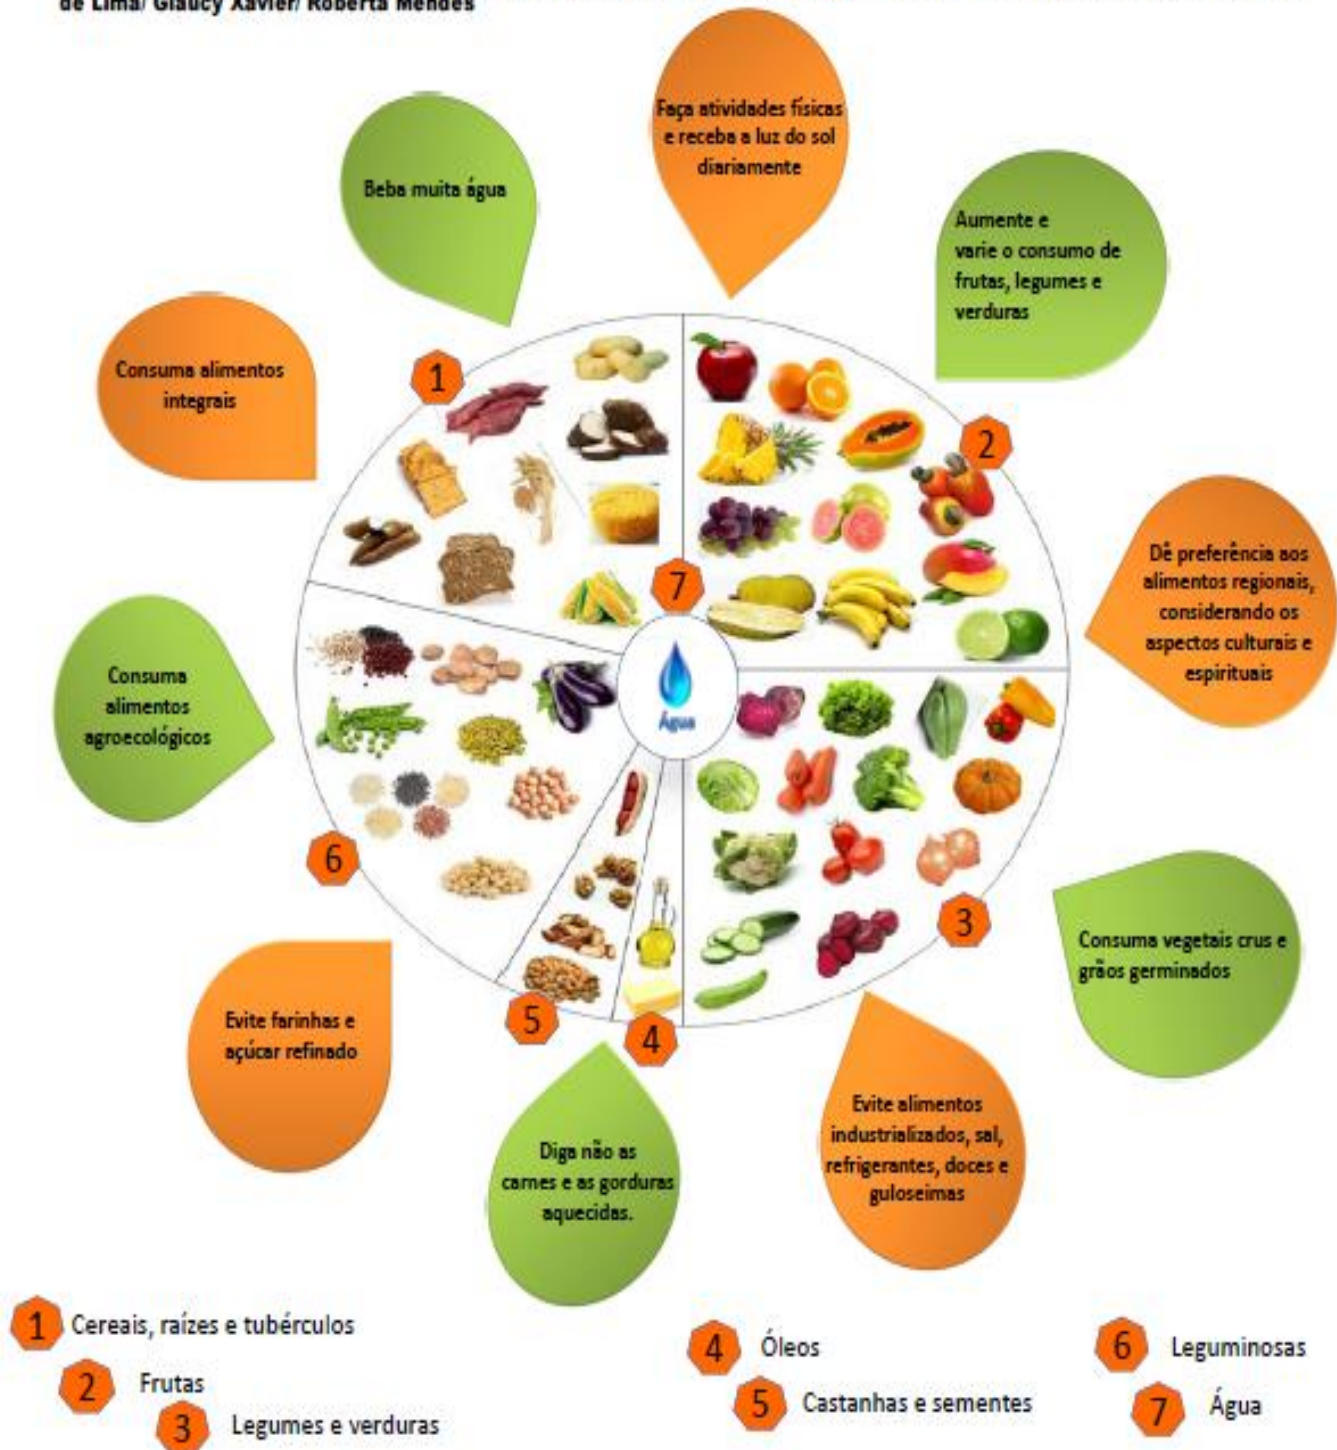 de Lima/ Glaucy Xavier/ Roberta Mendes
Faça atividades físicas
e receba a luz do sol
diariamente
Beba muita água
Aumente e
varie o consumo de
frutas, legumes e
verduras
Consuma alimentos
integrais
1
2
Dê preferência aos
alimentos regionais,
considerando os
aspectos culturais e
espirituais
7
Água
Consuma
alimentos
agroecológicos
6
3
Consuma vegetais crus e
grãos germinados
5
4
Evite farinhas e
açúcar refinado
Diga não as
carnes e as gorduras
aquecidas.
Evite alimentos
industrializados, sal,
refrigerantes, doces e
guloseimas
1 Cereais, raízes e tubérculos
2 Frutas
3 Legumes e verduras
4 Óleos
5 Castanhas e sementes
6 Leguminosas
7 Água